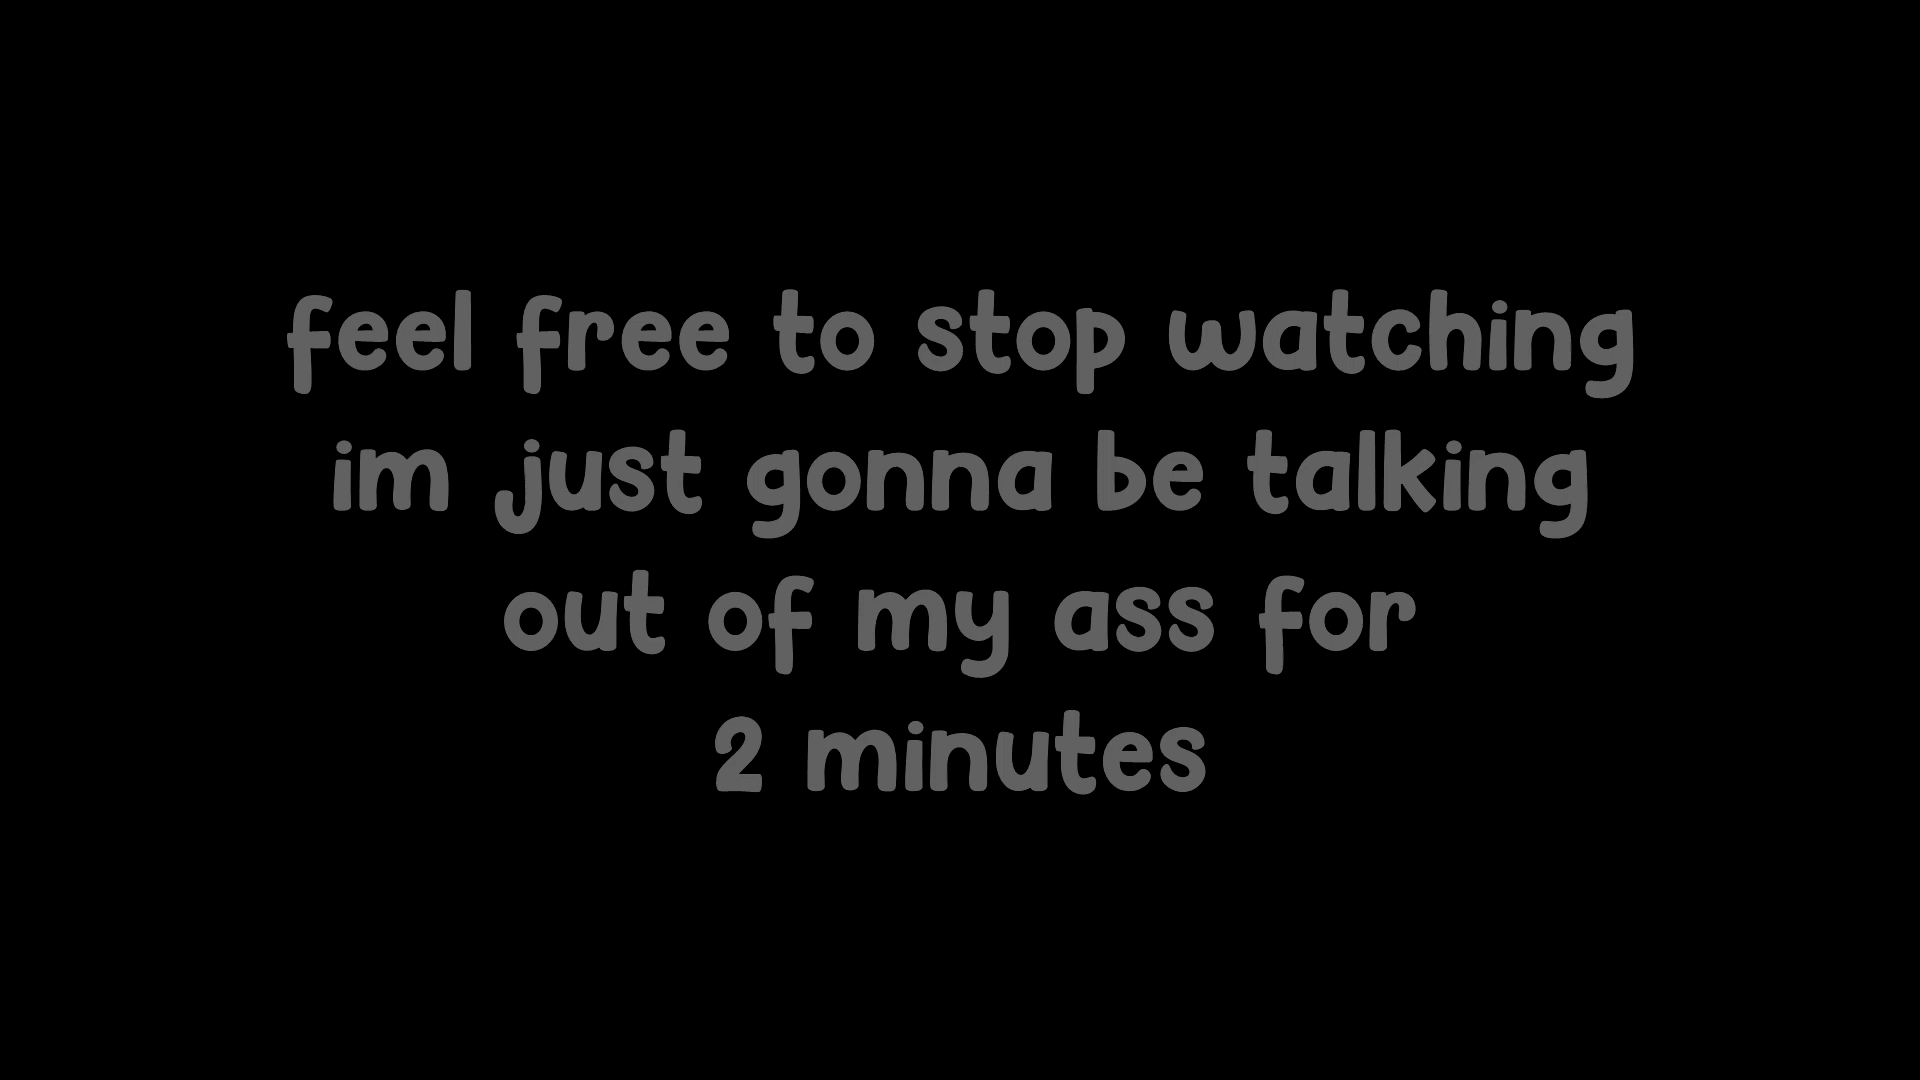 feel free to stop watching
im just gonna be talking
out of my ass for
2 minutes